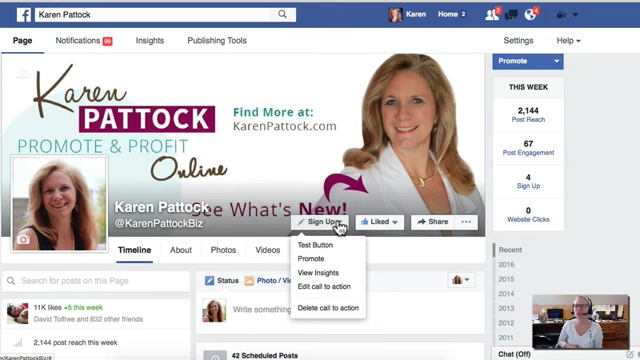 Karen Pattock
Karen
Home 2
2
4
Page
Notifications 99
Insights
Publishing Tools
Settings
Help
Karen
PATTOCK
PROMOTE & PROFIT
Online
Find More at:
KarenPattock.com
See What's New!
Karen Pattock
@KarenPattockBiz
Sign Up
Liked
Share
Test Button
Promote
View Insights
Edit call to action
Delete call to action
Timeline
About
Photos
Videos
Search for posts on this Page
11K likes +5 this week
David Tolfree and 832 other friends
2,144 post reach this week
Status
Photo / Vi
Write something
42 Scheduled Posts
Promote
THIS WEEK
2,144
Post Reach
67
Post Engagement
4
Sign Up
0
Website Clicks
Recent
2016
2015
2014
2013
2012
2011
Chat (Off)